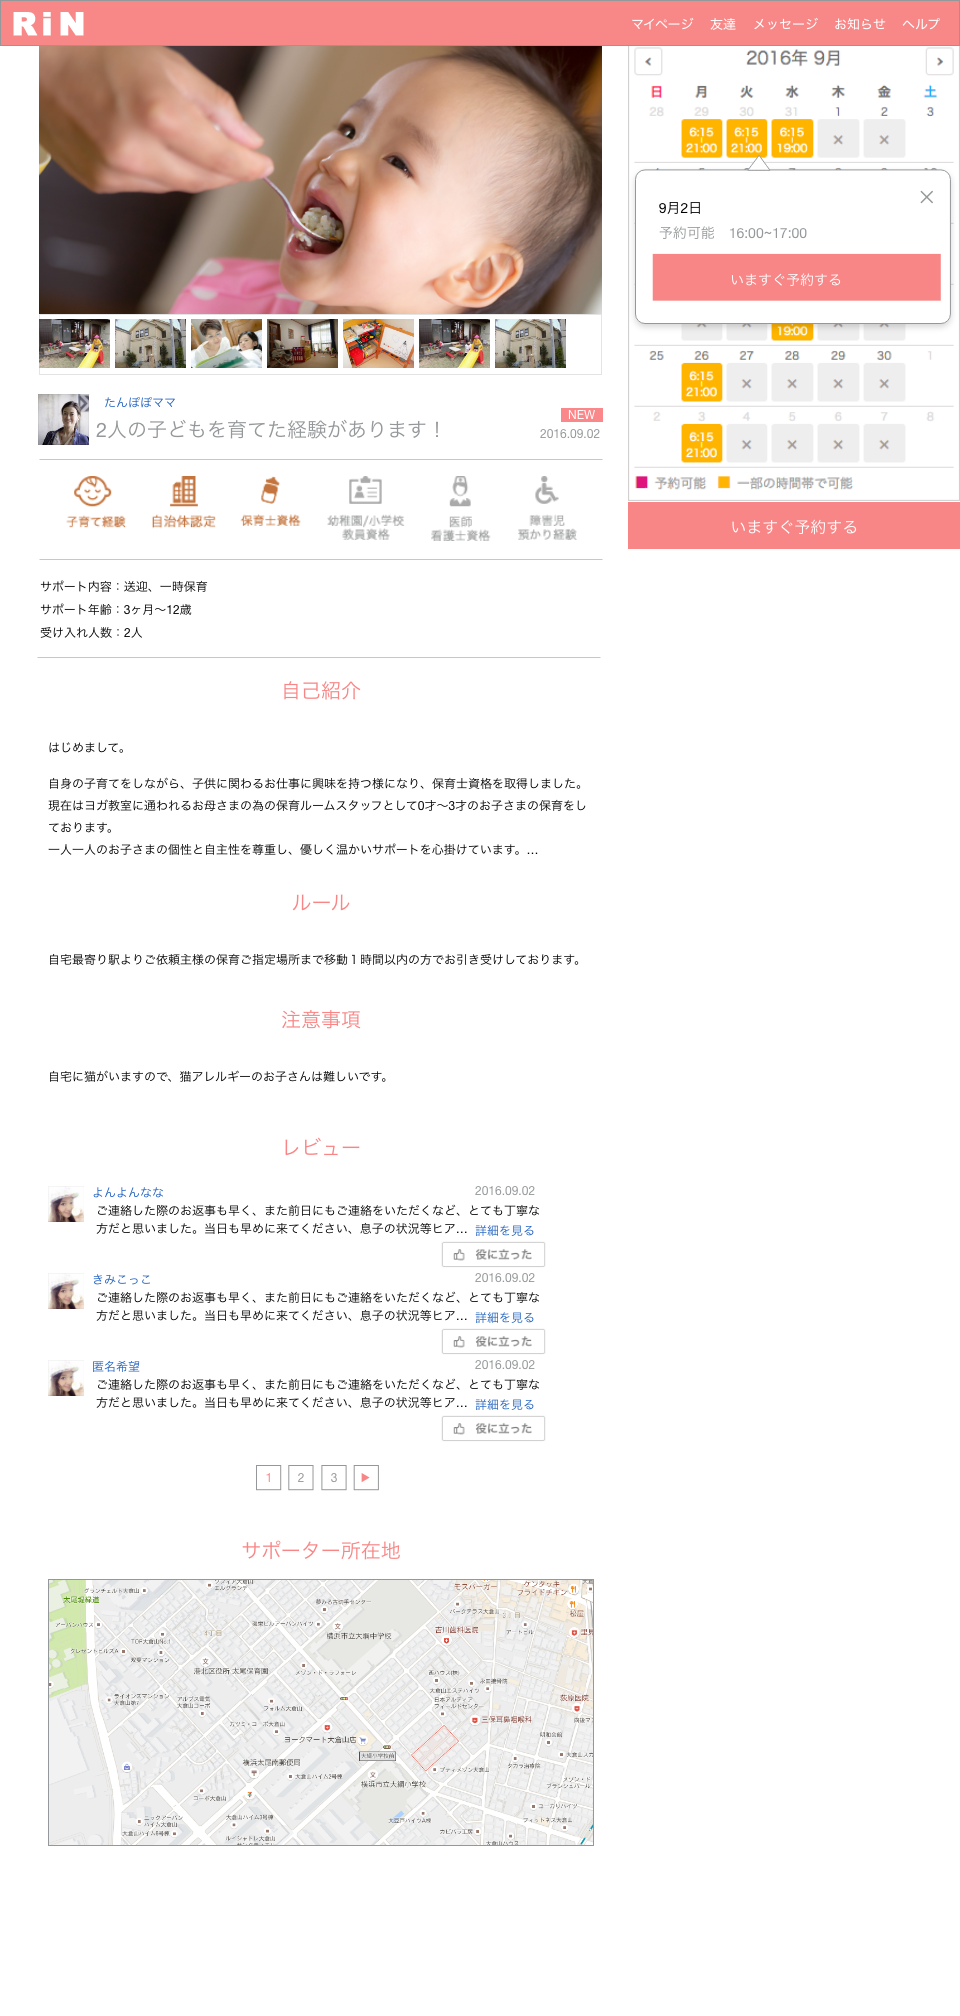 RiN
マイページ 友達 メッセージ お知らせ ヘルプ
2016年 9月
日 月 火 水 木 金 土
28 29 30 31 1 2 3
6:15 6:15 6:15
21:00 21:00 19:00
9月2日
予約可能 16:00~17:00
いますぐ予約する
19:00
25 26 27 28 29 30 1
6:15
21:00
2 3 4 5 6 7 8
6:15
21:00
予約可能 一部の時間帯で可能
いますぐ予約する
たんぽぽママ
2人の子どもを育てた経験があります！
NEW
2016.09.02
子育て経験 自治体認定 保育士資格 幼稚園/小学校 医師 障害児
教員資格 看護士資格 預かり経験
サポート内容：送迎、一時保育
サポート年齢：3ヶ月〜12歳
受け入れ人数：2人
自己紹介
はじめまして。
自身の子育てをしながら、子供に関わるお仕事に興味を持つ様になり、保育士資格を取得しました。
現在はヨガ教室に通われるお母さまの為の保育ルームスタッフとして0才〜3才のお子さまの保育をし
ております。
一人一人のお子さまの個性と自主性を尊重し、優しく温かいサポートを心掛けています。...
ルール
自宅最寄り駅よりご依頼主様の保育ご指定場所まで移動１時間以内の方でお引き受けしております。
注意事項
自宅に猫がいますので、猫アレルギーのお子さんは難しいです。
レビュー
よんよんなな 2016.09.02
ご連絡した際のお返事も早く、また前日にもご連絡をいただくなど、とても丁寧な
方だと思いました。当日も早めに来てください、息子の状況等ヒア... 詳細を見る
役に立った
きみこっこ 2016.09.02
ご連絡した際のお返事も早く、また前日にもご連絡をいただくなど、とても丁寧な
方だと思いました。当日も早めに来てください、息子の状況等ヒア... 詳細を見る
役に立った
匿名希望 2016.09.02
ご連絡した際のお返事も早く、また前日にもご連絡をいただくなど、とても丁寧な
方だと思いました。当日も早めに来てください、息子の状況等ヒア... 詳細を見る
役に立った
1 2 3
サポーター所在地
モスバーガー
ケンタッキー
フライドチキン
太尾堤緑道
松屋
横浜市立大綱中学校
吉川歯科医院
港北区役所 太尾保育園
荻原医院
三保耳鼻咽喉科
ヨークマート大倉山店
横浜太尾南郵便局
横浜市立大綱小学校